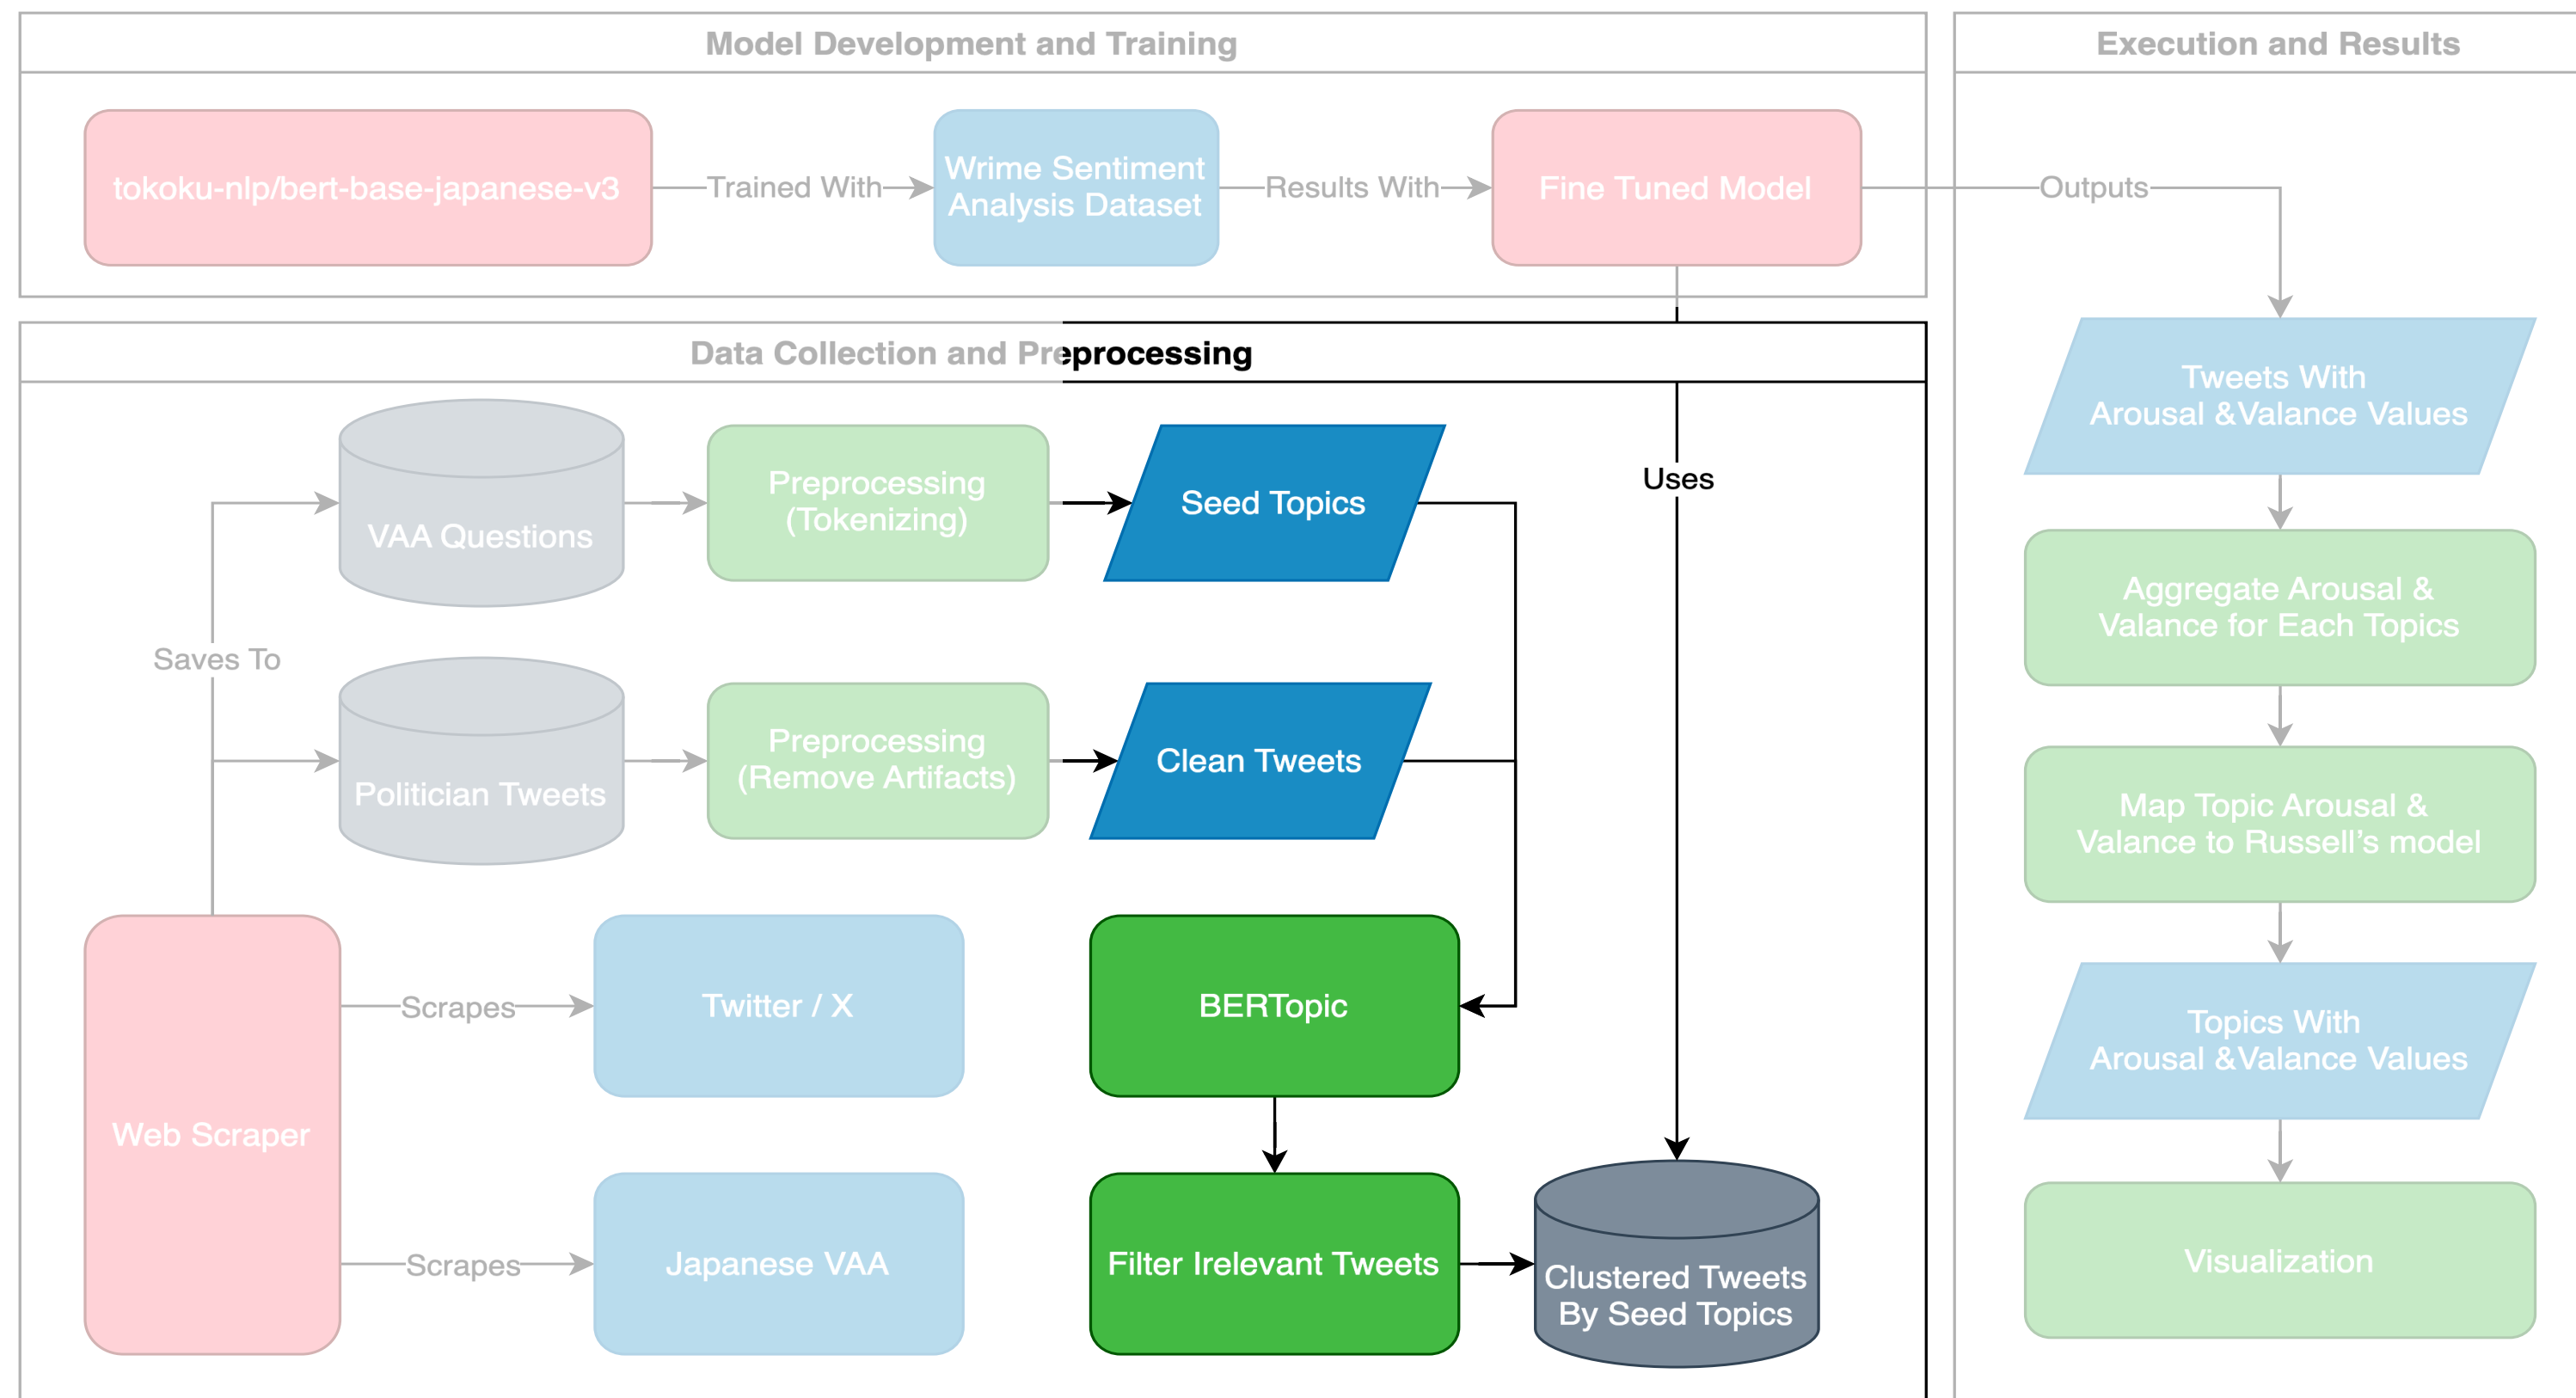 Model Development and Training
tokoku-nlp/bert-base-japanese-v3
Trained With
Wrime Sentiment
Analysis Dataset
Results With
Fine Tuned Model
Execution and Results
Outputs
Tweets With
Arousal &Valance Values
Aggregate Arousal &
Valance for Each Topics
Map Topic Arousal &
Valance to Russell's model
Topics With
Arousal &Valance Values
Visualization
Data Collection and Preprocessing
VAA Questions
Preprocessing
(Tokenizing)
Seed Topics
Uses
Saves To
Politician Tweets
Preprocessing
(Remove Artifacts)
Clean Tweets
Web Scraper
Scrapes
Twitter / X
BERTopic
Scrapes
Japanese VAA
Filter Irelevant Tweets
Clustered Tweets
By Seed Topics